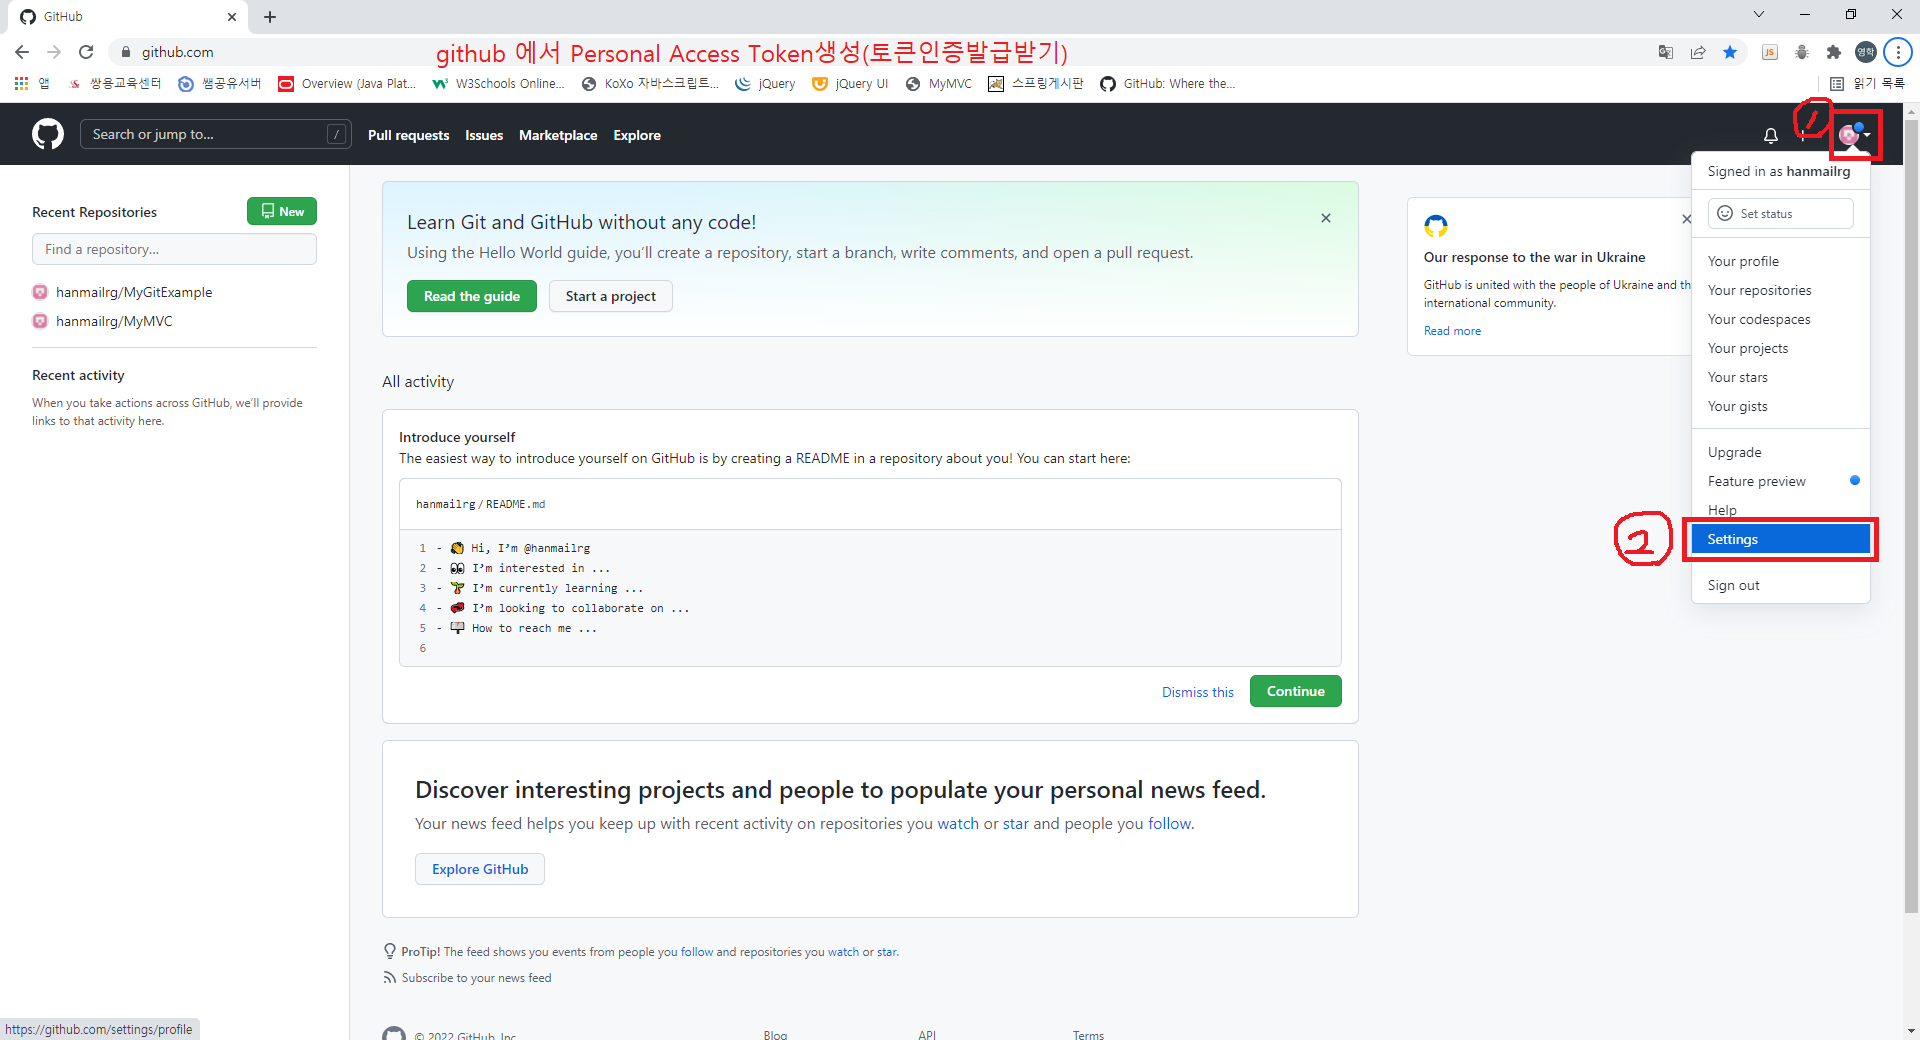 GitHub
github.com
github 에서 Personal Access Token생성(토큰인증발급받기)
JS
영학
앱
쌍용교육센터
쌤공유서버
Overview (Java Plat...
W3Schools Online...
KoXo 자바스크립트...
jQuery
jQuery UI
MyMVC
스프링게시판
GitHub: Where the...
읽기 목록
Search or jump to...
/
Pull requests
Issues
Marketplace
Explore
1
Signed in as hanmailrg
Set status
Your profile
Your repositories
Your codespaces
Your projects
Your stars
Your gists
Upgrade
Feature preview
Help
2
Settings
Sign out
Recent Repositories
New
Find a repository...
hanmailrg/MyGitExample
hanmailrg/MyMVC
Recent activity
When you take actions across GitHub, we'll provide
links to that activity here.
Learn Git and GitHub without any code!
Using the Hello World guide, you'll create a repository, start a branch, write comments, and open a pull request.
Read the guide
Start a project
Our response to the war in Ukraine
GitHub is united with the people of Ukraine and th
international community.
Read more
All activity
Introduce yourself
The easiest way to introduce yourself on GitHub is by creating a README in a repository about you! You can start here:
hanmailrg / README.md
1 - 👋 Hi, I'm @hanmailrg
2 - 👀 I'm interested in ...
3 - 🌱 I'm currently learning ...
4 - 💞️ I'm looking to collaborate on ...
5 - 📫 How to reach me ...
6
Dismiss this
Continue
Discover interesting projects and people to populate your personal news feed.
Your news feed helps you keep up with recent activity on repositories you watch or star and people you follow.
Explore GitHub
ProTip! The feed shows you events from people you follow and repositories you watch or star.
Subscribe to your news feed
https://github.com/settings/profile
© 2022 GitHub, Inc.
Blog
API
Terms